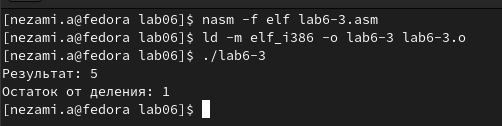 [nezami.a@fedora lab06]$ nasm -f elf lab6-3.asm
[nezami.a@fedora lab06]$ ld -m elf_i386 -o lab6-3 lab6-3.o
[nezami.a@fedora lab06]$ ./lab6-3
Результат: 5
Остаток от деления: 1
[nezami.a@fedora lab06]$